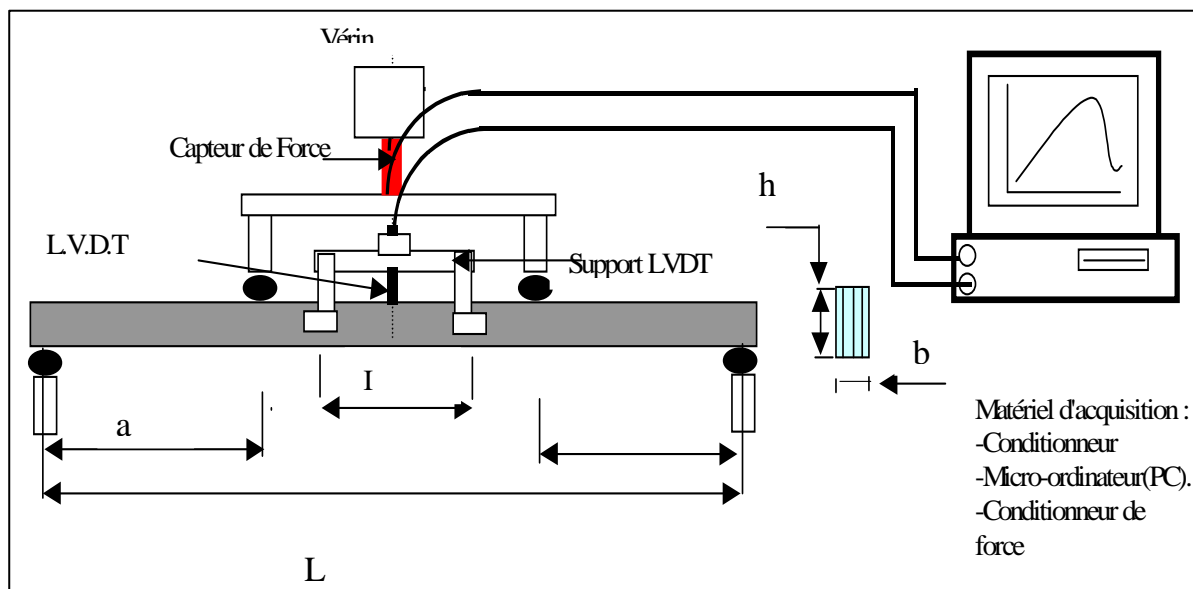 Vérin
Capteur de Force
h
L.V.D.T
Support LVDT
b
I
a
Matériel d'acquisition :
-Conditionneur
-Micro-ordinateur(PC).
-Conditionneur de
force
L